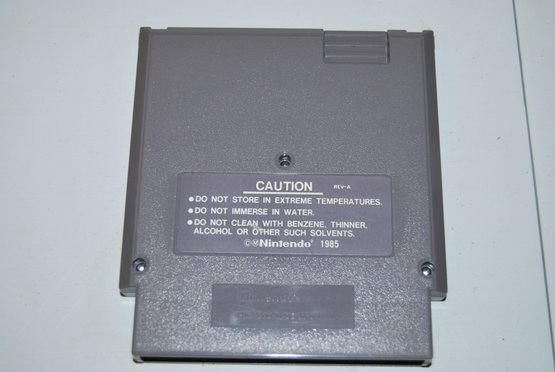 CAUTION REV-A
●DO NOT STORE IN EXTREME TEMPERATURES.
●DO NOT IMMERSE IN WATER.
●DO NOT CLEAN WITH BENZENE, THINNER,
ALCOHOL OR OTHER SUCH SOLVENTS.
©ⓂNintendo® 1985
Nintendo